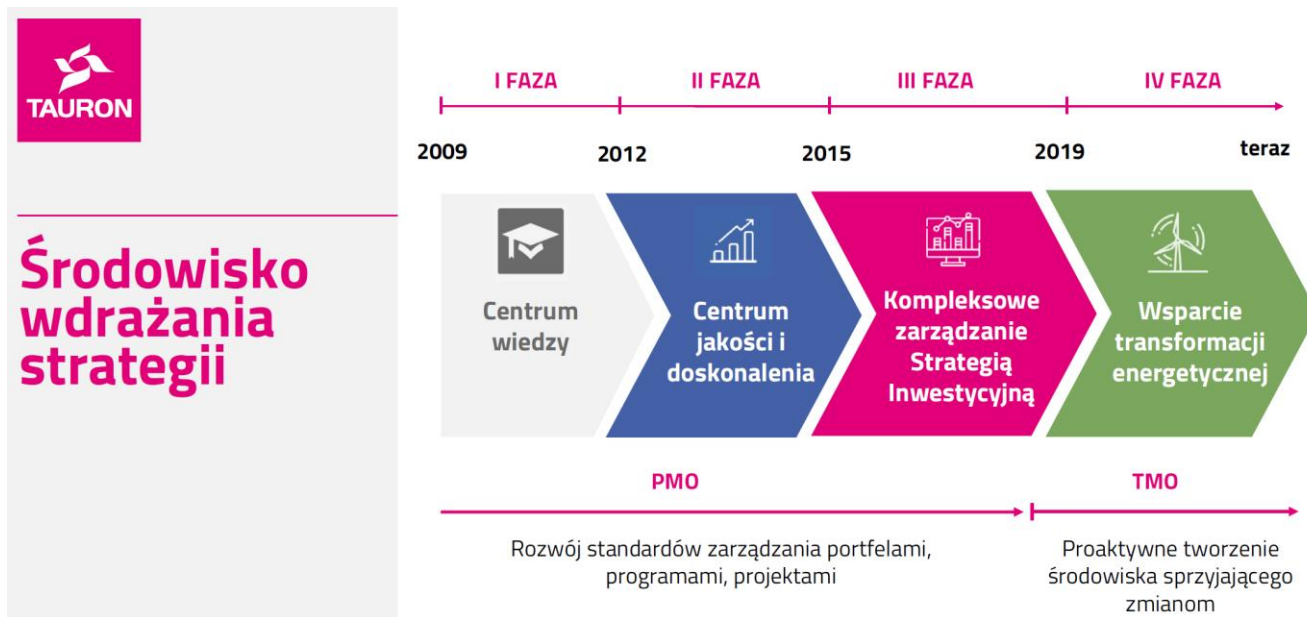 TAURON
Środowisko
wdrażania
strategii
I FAZA
II FAZA
III FAZA
IV FAZA
2009
2012
2015
2019
teraz
Centrum
wiedzy
Centrum
jakości i
doskonalenia
Kompleksowe
zarządzanie
Strategią
Inwestycyjną
Wsparcie
transformacji
energetycznej
PMO
TMO
Rozwój standardów zarządzania portfelami,
programami, projektami
Proaktywne tworzenie
środowiska sprzyjającego
zmianom